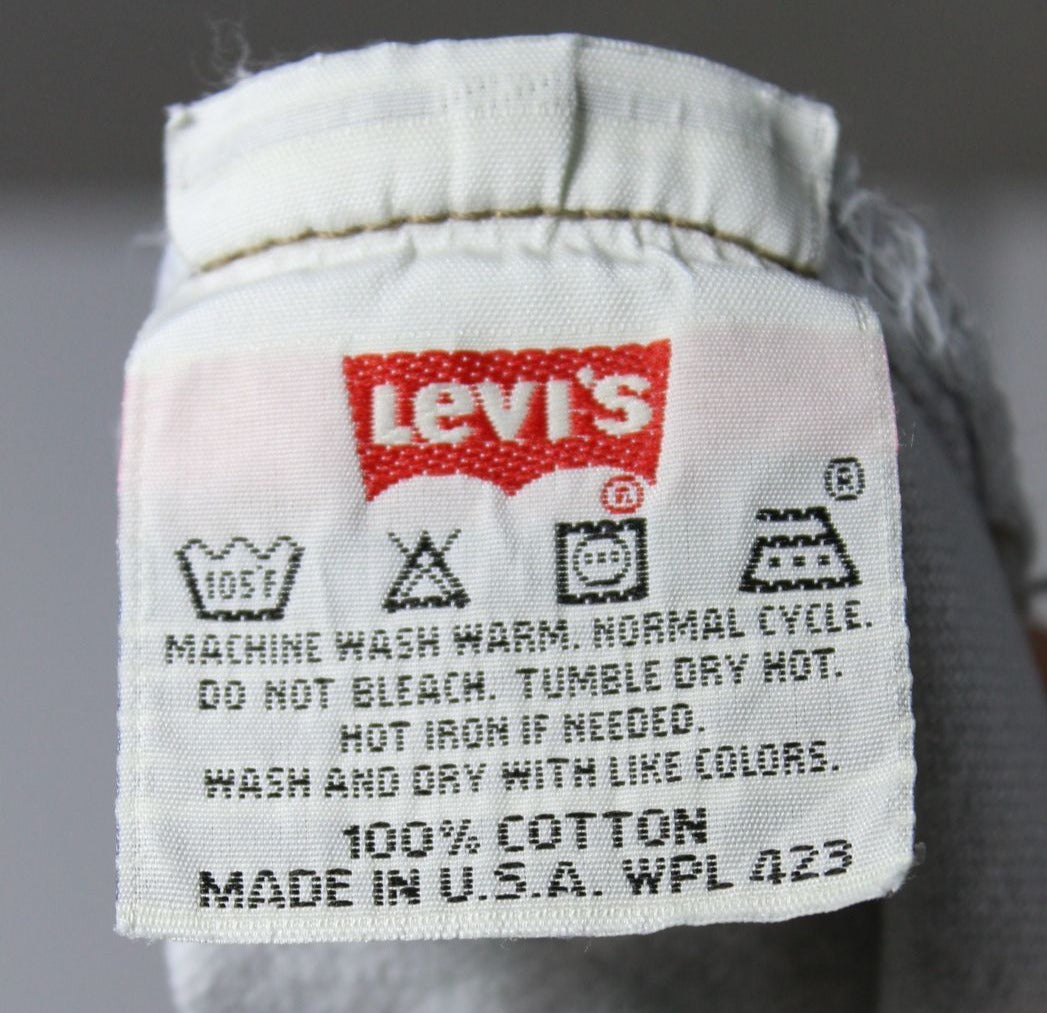 Levi's
®
®
105°F
MACHINE WASH WARM. NORMAL CYCLE.
DO NOT BLEACH. TUMBLE DRY HOT.
HOT IRON IF NEEDED.
WASH AND DRY WITH LIKE COLORS.
100% COTTON
MADE IN U.S.A. WPL 423